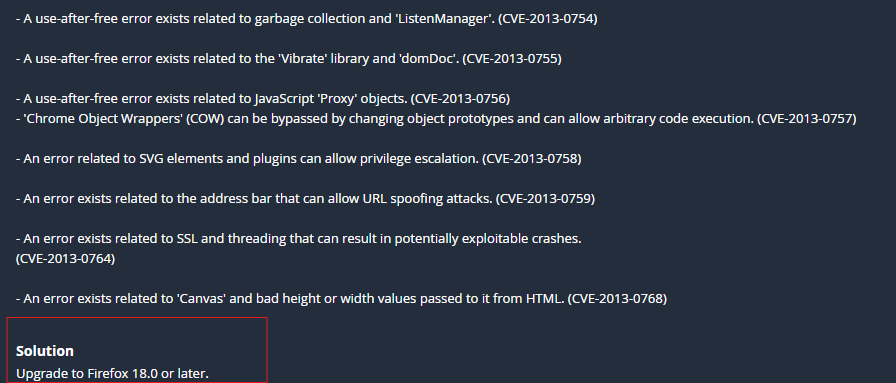 - A use-after-free error exists related to garbage collection and 'ListenManager'. (CVE-2013-0754)
- A use-after-free error exists related to the 'Vibrate' library and 'domDoc'. (CVE-2013-0755)
- A use-after-free error exists related to JavaScript 'Proxy' objects. (CVE-2013-0756)
- 'Chrome Object Wrappers' (COW) can be bypassed by changing object prototypes and can allow arbitrary code execution. (CVE-2013-0757)
- An error related to SVG elements and plugins can allow privilege escalation. (CVE-2013-0758)
- An error exists related to the address bar that can allow URL spoofing attacks. (CVE-2013-0759)
- An error exists related to SSL and threading that can result in potentially exploitable crashes.
(CVE-2013-0764)
- An error exists related to 'Canvas' and bad height or width values passed to it from HTML. (CVE-2013-0768)
Solution
Upgrade to Firefox 18.0 or later.